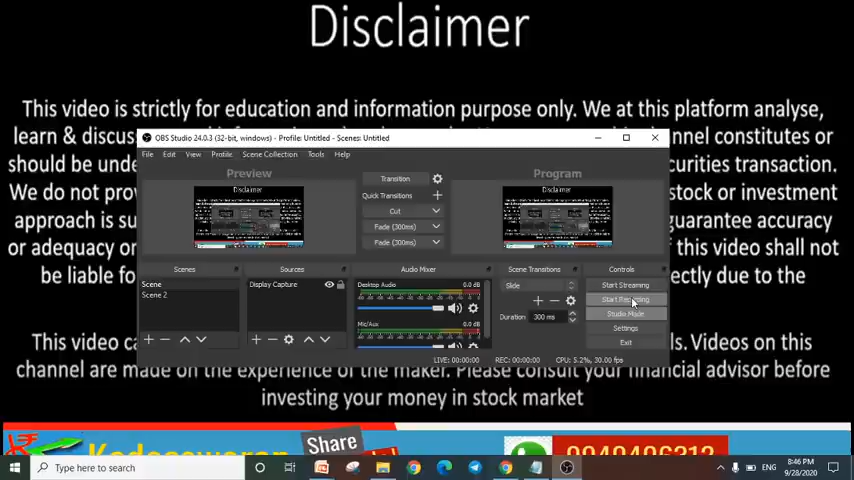 Disclaimer
This video is strictly for education and information purpose only. We at this platform analyse,
learn & discuss
nnel constitutes or
should be unde
ecurities transaction.
We do not prov
stock or investment
approach is su
guarantee accuracy
or adequacy or
f this video shall not
be liable fo
ectly due to the
This video ca
ls. Videos on this
channel are made on the experience of the maker. Please consult your financial advisor before
investing your money in stock market
OBS Studio 24.0.3 (32-bit, windows) - Profile: Untitled - Scenes: Untitled
File Edit View Profile Scene Collection Tools Help
Preview
Transition
Program
Quick Transitions
Cut
Fade (300ms)
Fade (300ms)
Disclaimer
Disclaimer
Scenes
Sources
Audio Mixer
Scene Transitions
Controls
Scene
Scene 2
Display Capture
Desktop Audio 0.0 dB
Mic/Aux 0.0 dB
Slide
Duration 300 ms
Start Streaming
Start Recording
Studio Mode
Settings
Exit
LIVE: 00:00:00 REC: 00:00:00 CPU: 5.2%, 30.00 fps
Share
Type here to search
ENG
8:46 PM
9/28/2020